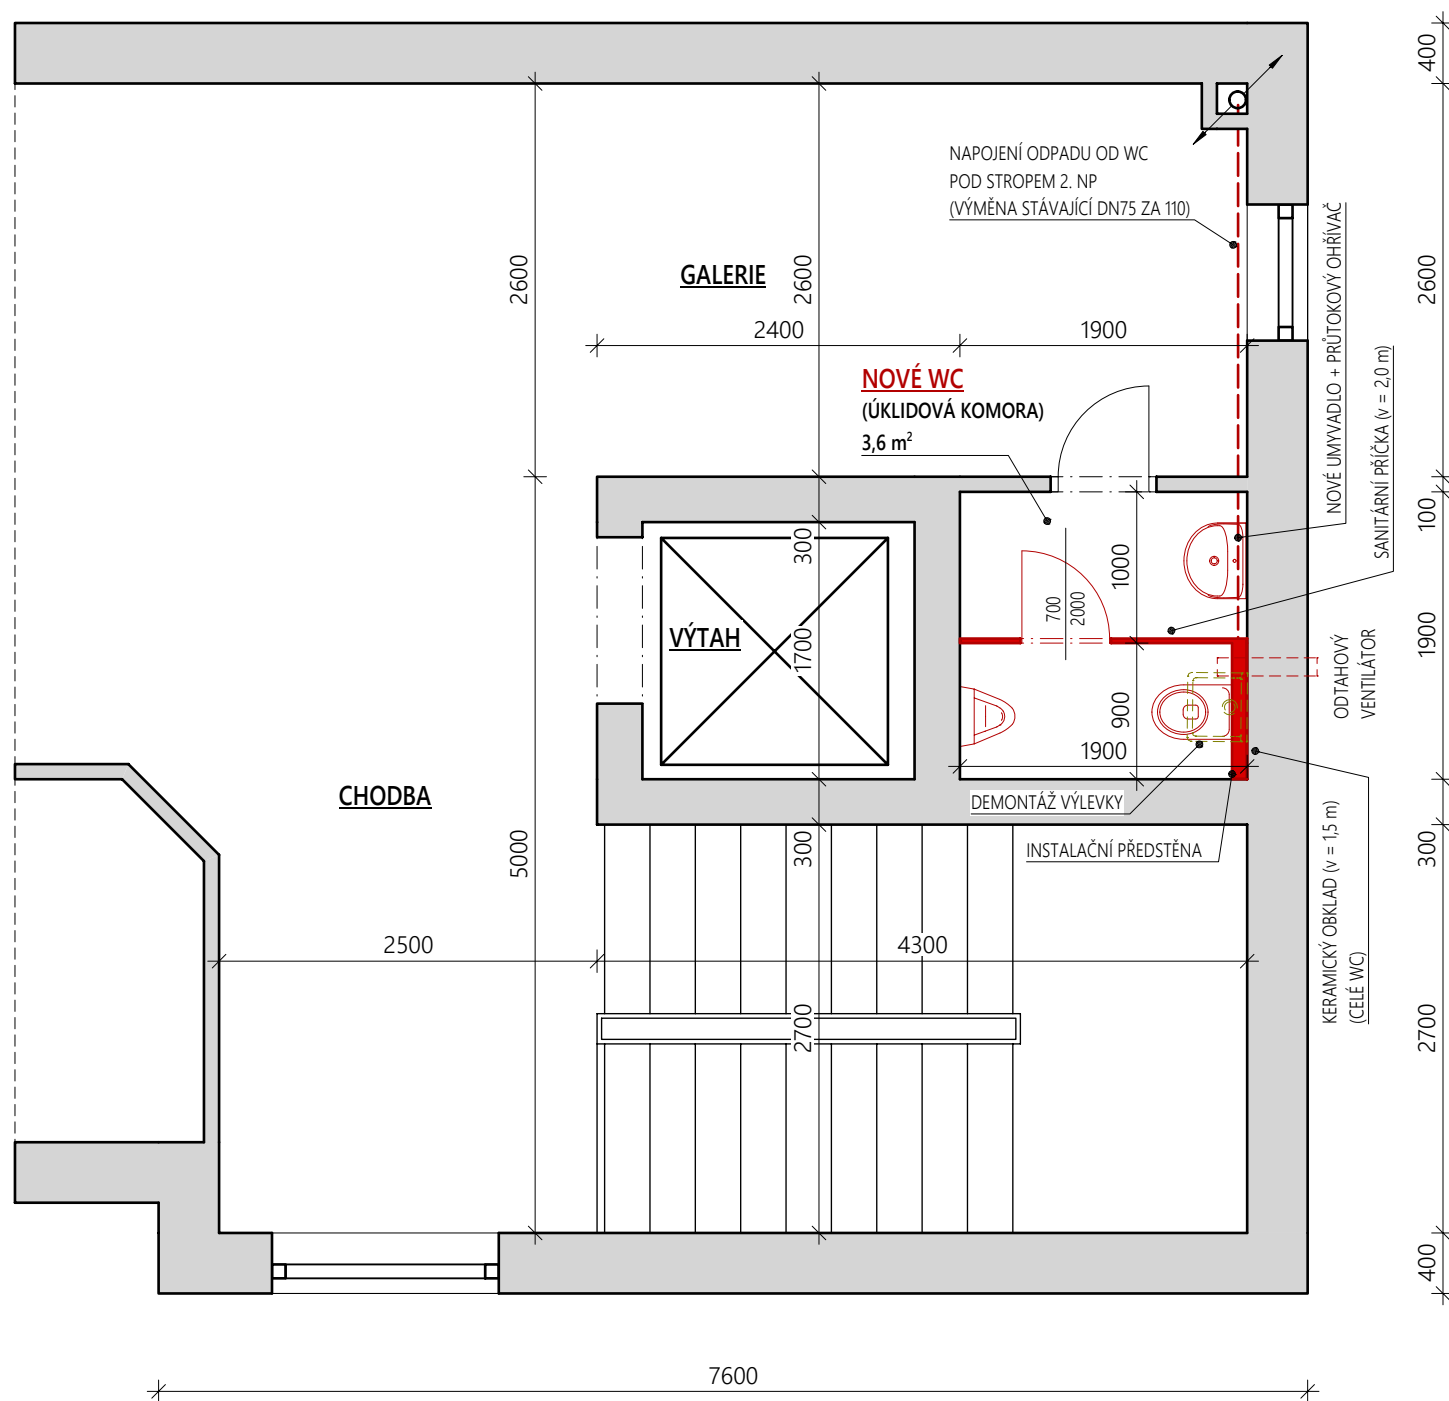 400
NAPOJENÍ ODPADU OD WC
POD STROPEM 2. NP
(VÝMĚNA STÁVAJÍCÍ DN75 ZA 110)
2600
GALERIE
2600
2600
2400
1900
NOVÉ UMYVADLO + PRŮTOKOVÝ OHŘÍVAČ
SANITÁRNÍ PŘÍČKA (v = 2,0 m)
NOVÉ WC
(ÚKLIDOVÁ KOMORA)
3,6 m²
100
300
1000
700
2000
VÝTAH
1700
1900
ODTAHOVÝ
VENTILÁTOR
900
1900
CHODBA
DEMONTÁŽ VÝLEVKY
INSTALAČNÍ PŘEDSTĚNA
5000
300
300
KERAMICKÝ OBKLAD (v = 1,5 m)
(CELÉ WC)
2500
4300
2700
2700
400
7600